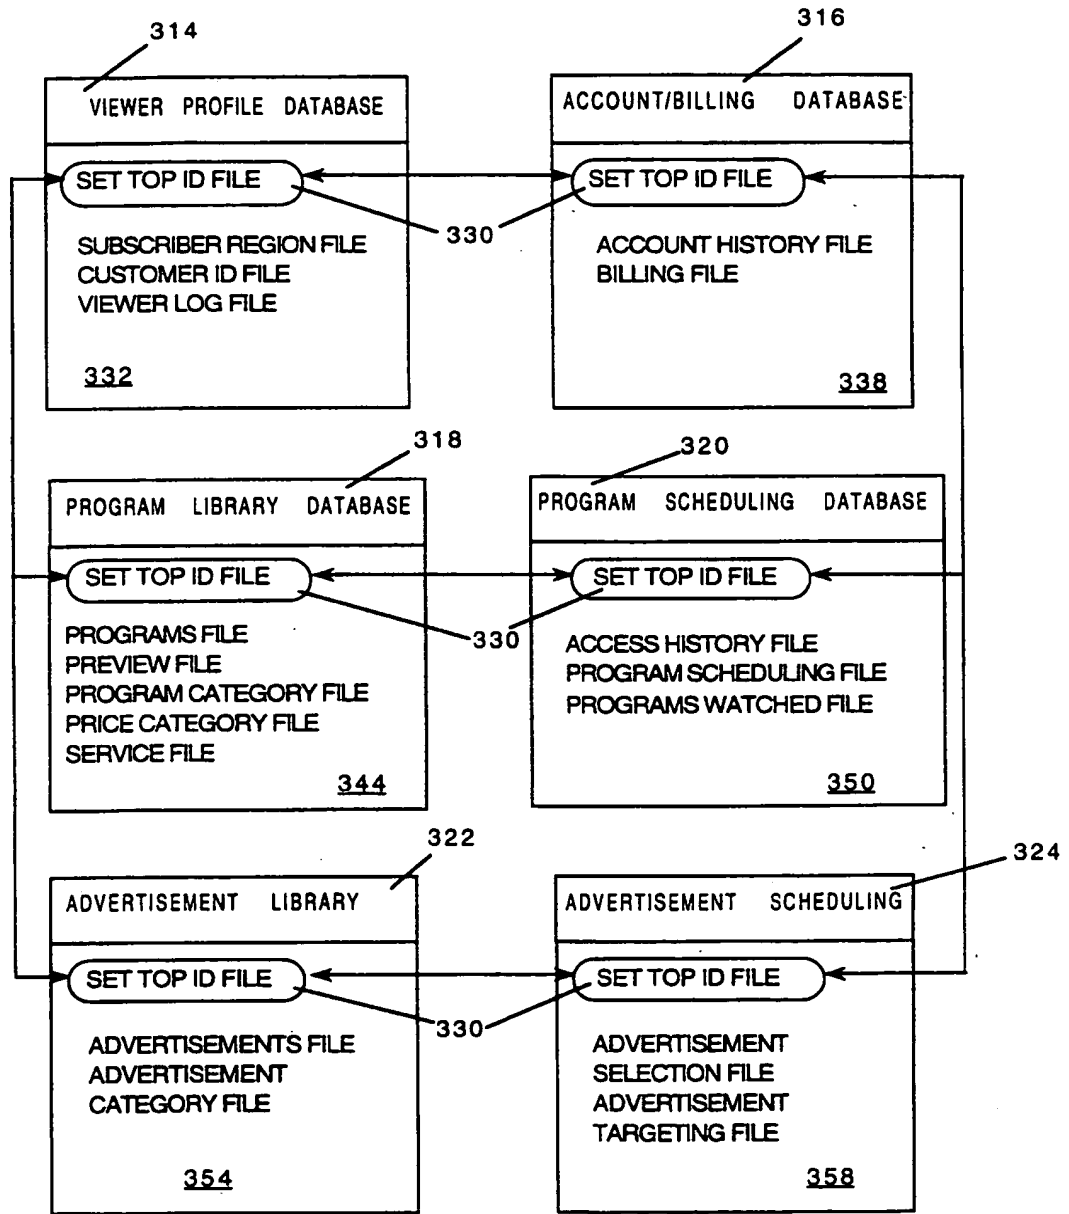 314
316
VIEWER PROFILE DATABASE
SET TOP ID FILE
SUBSCRIBER REGION FILE
CUSTOMER ID FILE
VIEWER LOG FILE
332
330
ACCOUNT/BILLING DATABASE
SET TOP ID FILE
ACCOUNT HISTORY FILE
BILLING FILE
338
318
320
PROGRAM LIBRARY DATABASE
SET TOP ID FILE
PROGRAMS FILE
PREVIEW FILE
PROGRAM CATEGORY FILE
PRICE CATEGORY FILE
SERVICE FILE
344
330
PROGRAM SCHEDULING DATABASE
SET TOP ID FILE
ACCESS HISTORY FILE
PROGRAM SCHEDULING FILE
PROGRAMS WATCHED FILE
350
322
324
ADVERTISEMENT LIBRARY
SET TOP ID FILE
ADVERTISEMENTS FILE
ADVERTISEMENT
CATEGORY FILE
354
330
ADVERTISEMENT SCHEDULING
SET TOP ID FILE
ADVERTISEMENT
SELECTION FILE
ADVERTISEMENT
TARGETING FILE
358